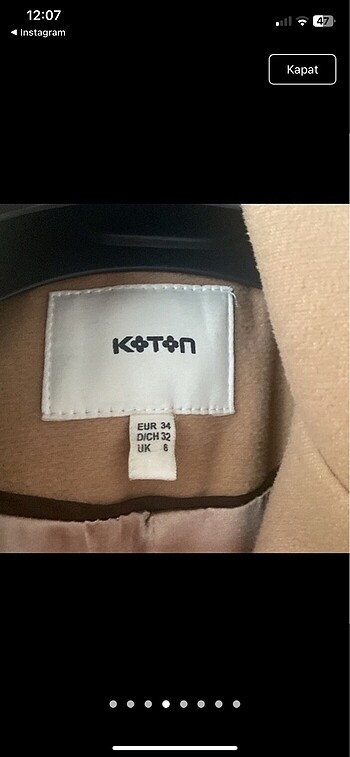 12:07
47
◀ Instagram
Kapat
KOTON
EUR 34
D/CH 32
UK 6